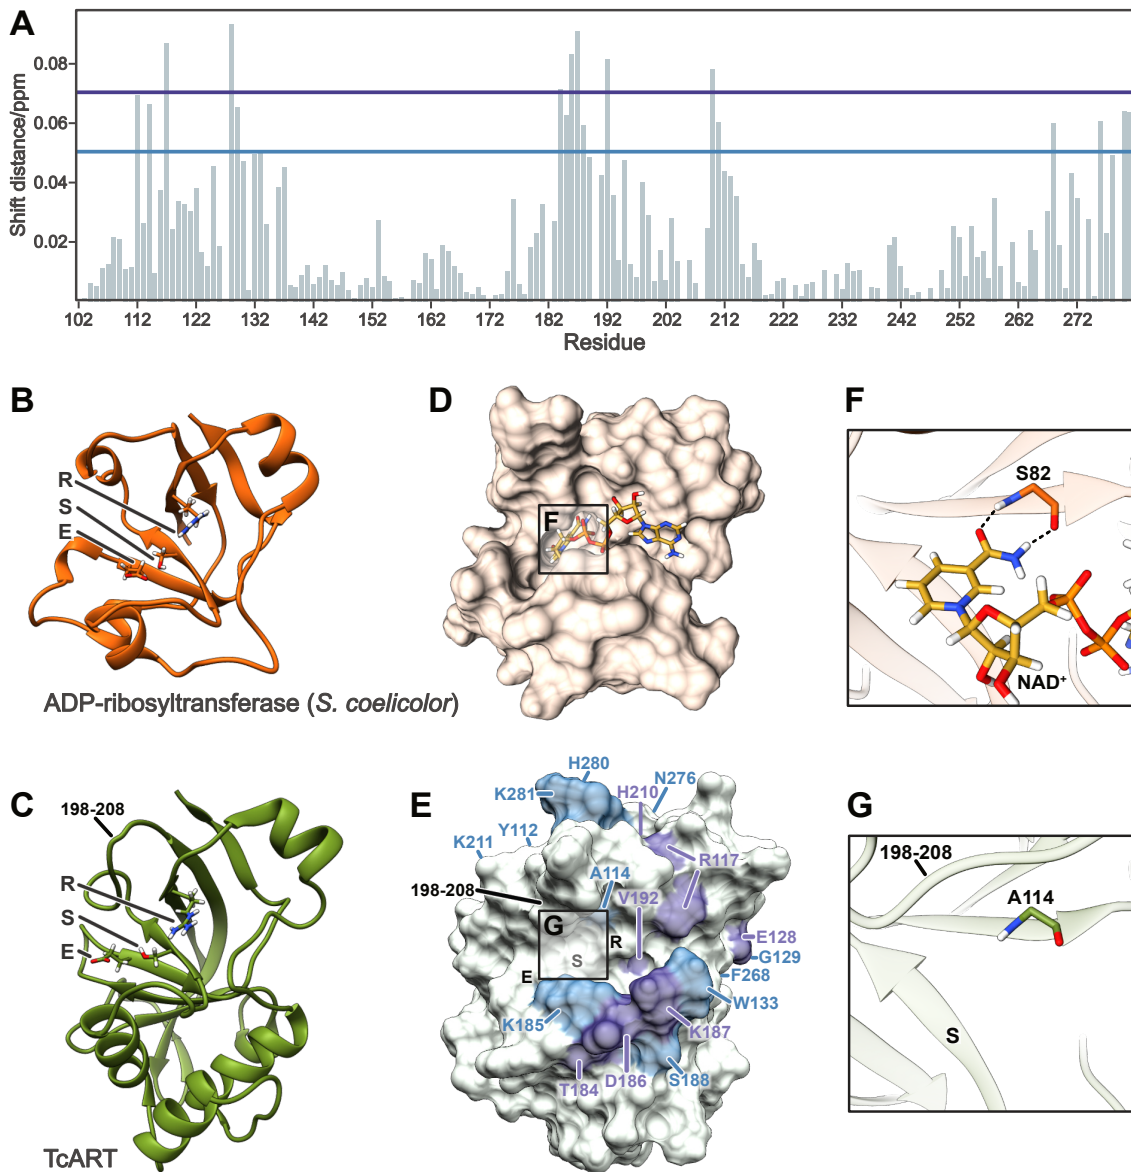 A
Shift distance/ppm
0.08
0.06
0.04
0.02
102 112 122 132 142 152 162 172 182 192 202 212 222 232 242 252 262 272
Residue
B
R
S
E
ADP-ribosyltransferase (S. coelicolor)
D
F
F
S82
NAD⁺
C
198-208
R
S
E
TcART
E
H280
K281
N276
H210
Y112
K211
A114
R117
198-208
V192
G
R
S
E
E128
G129
F268
W133
K185
K187
T184
D186
S188
G
198-208
A114
S